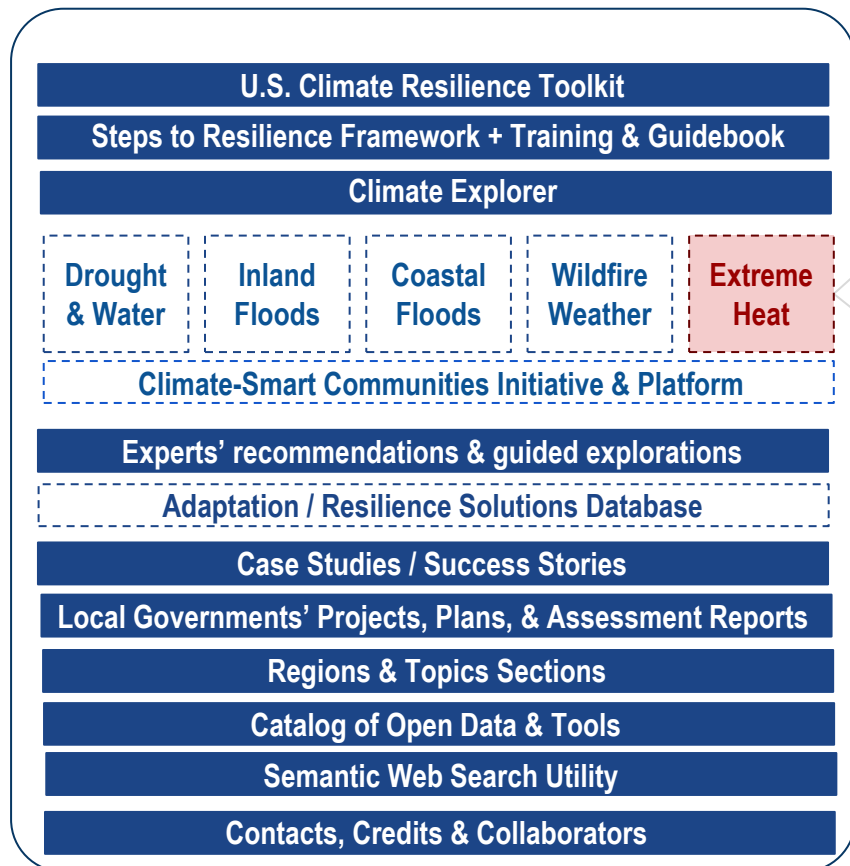 U.S. Climate Resilience Toolkit
Steps to Resilience Framework + Training & Guidebook
Climate Explorer
Drought
& Water
Inland
Floods
Coastal
Floods
Wildfire
Weather
Extreme
Heat
Climate-Smart Communities Initiative & Platform
Experts’ recommendations & guided explorations
Adaptation / Resilience Solutions Database
Case Studies / Success Stories
Local Governments’ Projects, Plans, & Assessment Reports
Regions & Topics Sections
Catalog of Open Data & Tools
Semantic Web Search Utility
Contacts, Credits & Collaborators